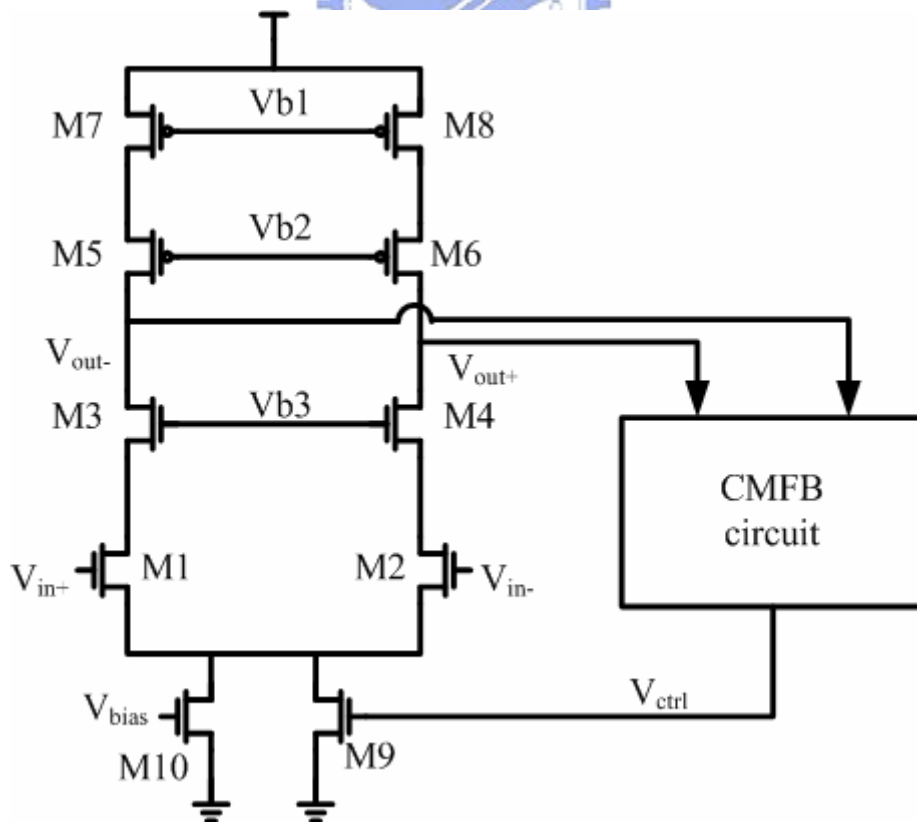 Vb1
M7
M8
Vb2
M5
M6
Vout-
Vout+
Vb3
M3
M4
CMFB
circuit
M1
M2
Vin+
Vin-
Vctrl
Vbias
M10
M9